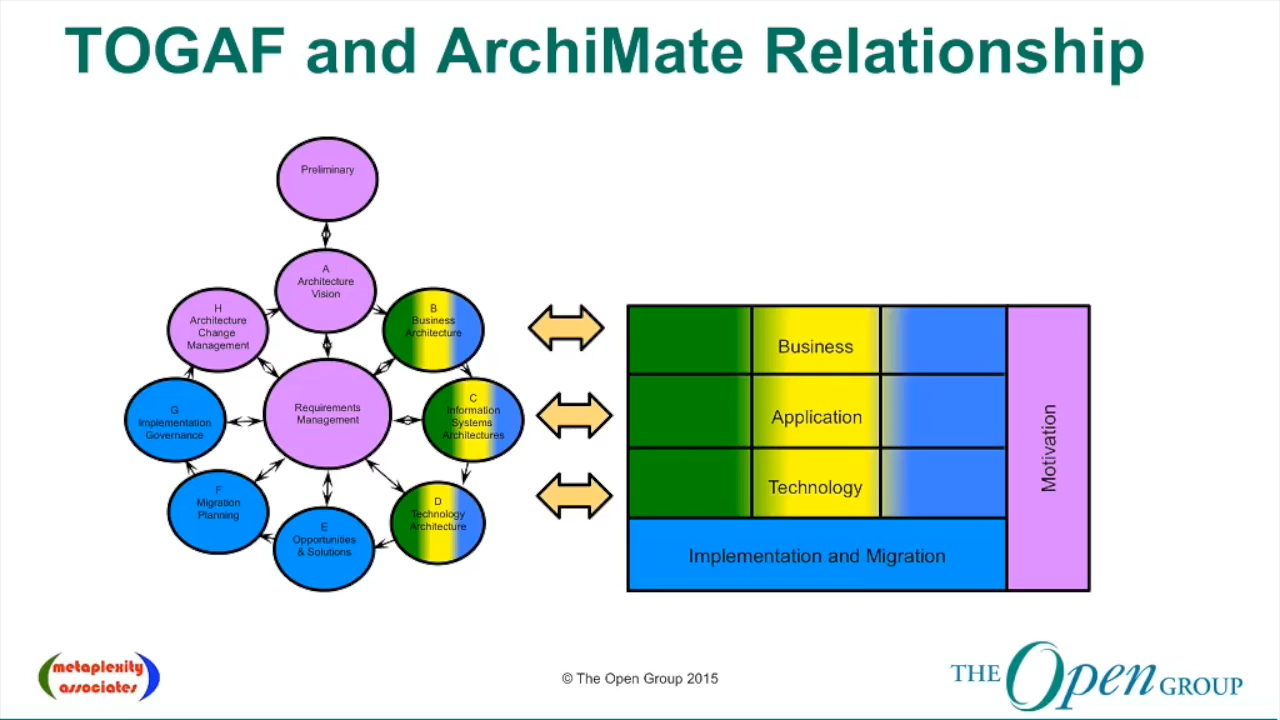 TOGAF and ArchiMate Relationship
Preliminary
A
Architecture
Vision
H
Architecture
Change
Management
B
Business
Architecture
G
Implementation
Governance
Requirements
Management
C
Information
Systems
Architectures
F
Migration
Planning
E
Opportunities
& Solutions
D
Technology
Architecture
Business
Application
Technology
Implementation and Migration
Motivation
metaplexity
associates
© The Open Group 2015
THE Open GROUP